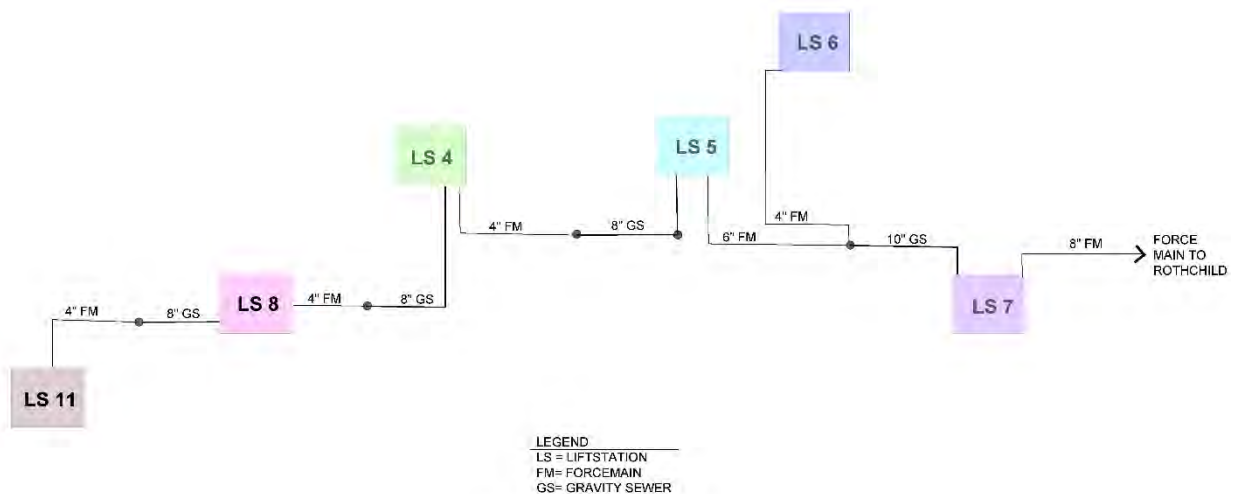 LS 6
LS 4
LS 5
4" FM
8" GS
4" FM
6" FM
10" GS
8" FM
FORCE
MAIN TO
ROTHCHILD
LS 8
4" FM
8" GS
LS 7
4" FM
8" GS
LS 11
LEGEND
LS = LIFTSTATION
FM= FORCEMAIN
GS= GRAVITY SEWER